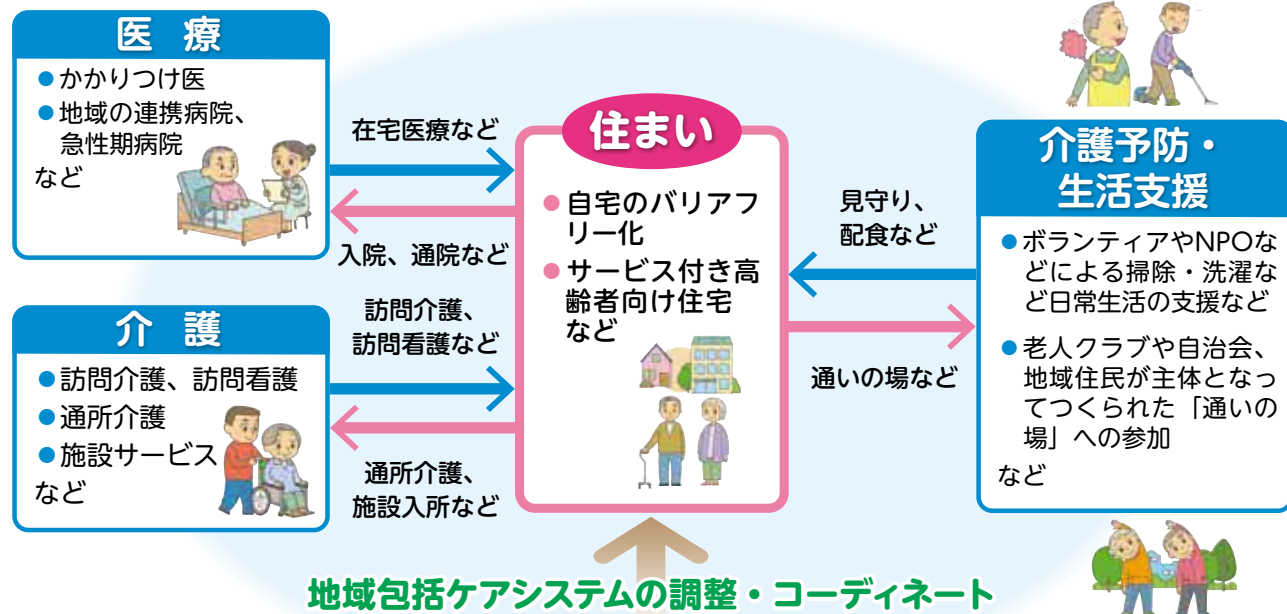 医 療
●かかりつけ医
●地域の連携病院、
急性期病院
など
在宅医療など
入院、通院など
介 護
●訪問介護、訪問看護
●通所介護
●施設サービス
など
訪問介護、
訪問看護など
通所介護、
施設入所など
住まい
●自宅のバリアフ
リー化
●サービス付き高
齢者向け住宅
など
見守り、
配食など
通いの場など
介護予防・
生活支援
●ボランティアやNPOな
どによる掃除・洗濯な
ど日常生活の支援など
●老人クラブや自治会、
地域住民が主体となっ
てつくられた「通いの
場」への参加
など
地域包括ケアシステムの調整・コーディネート